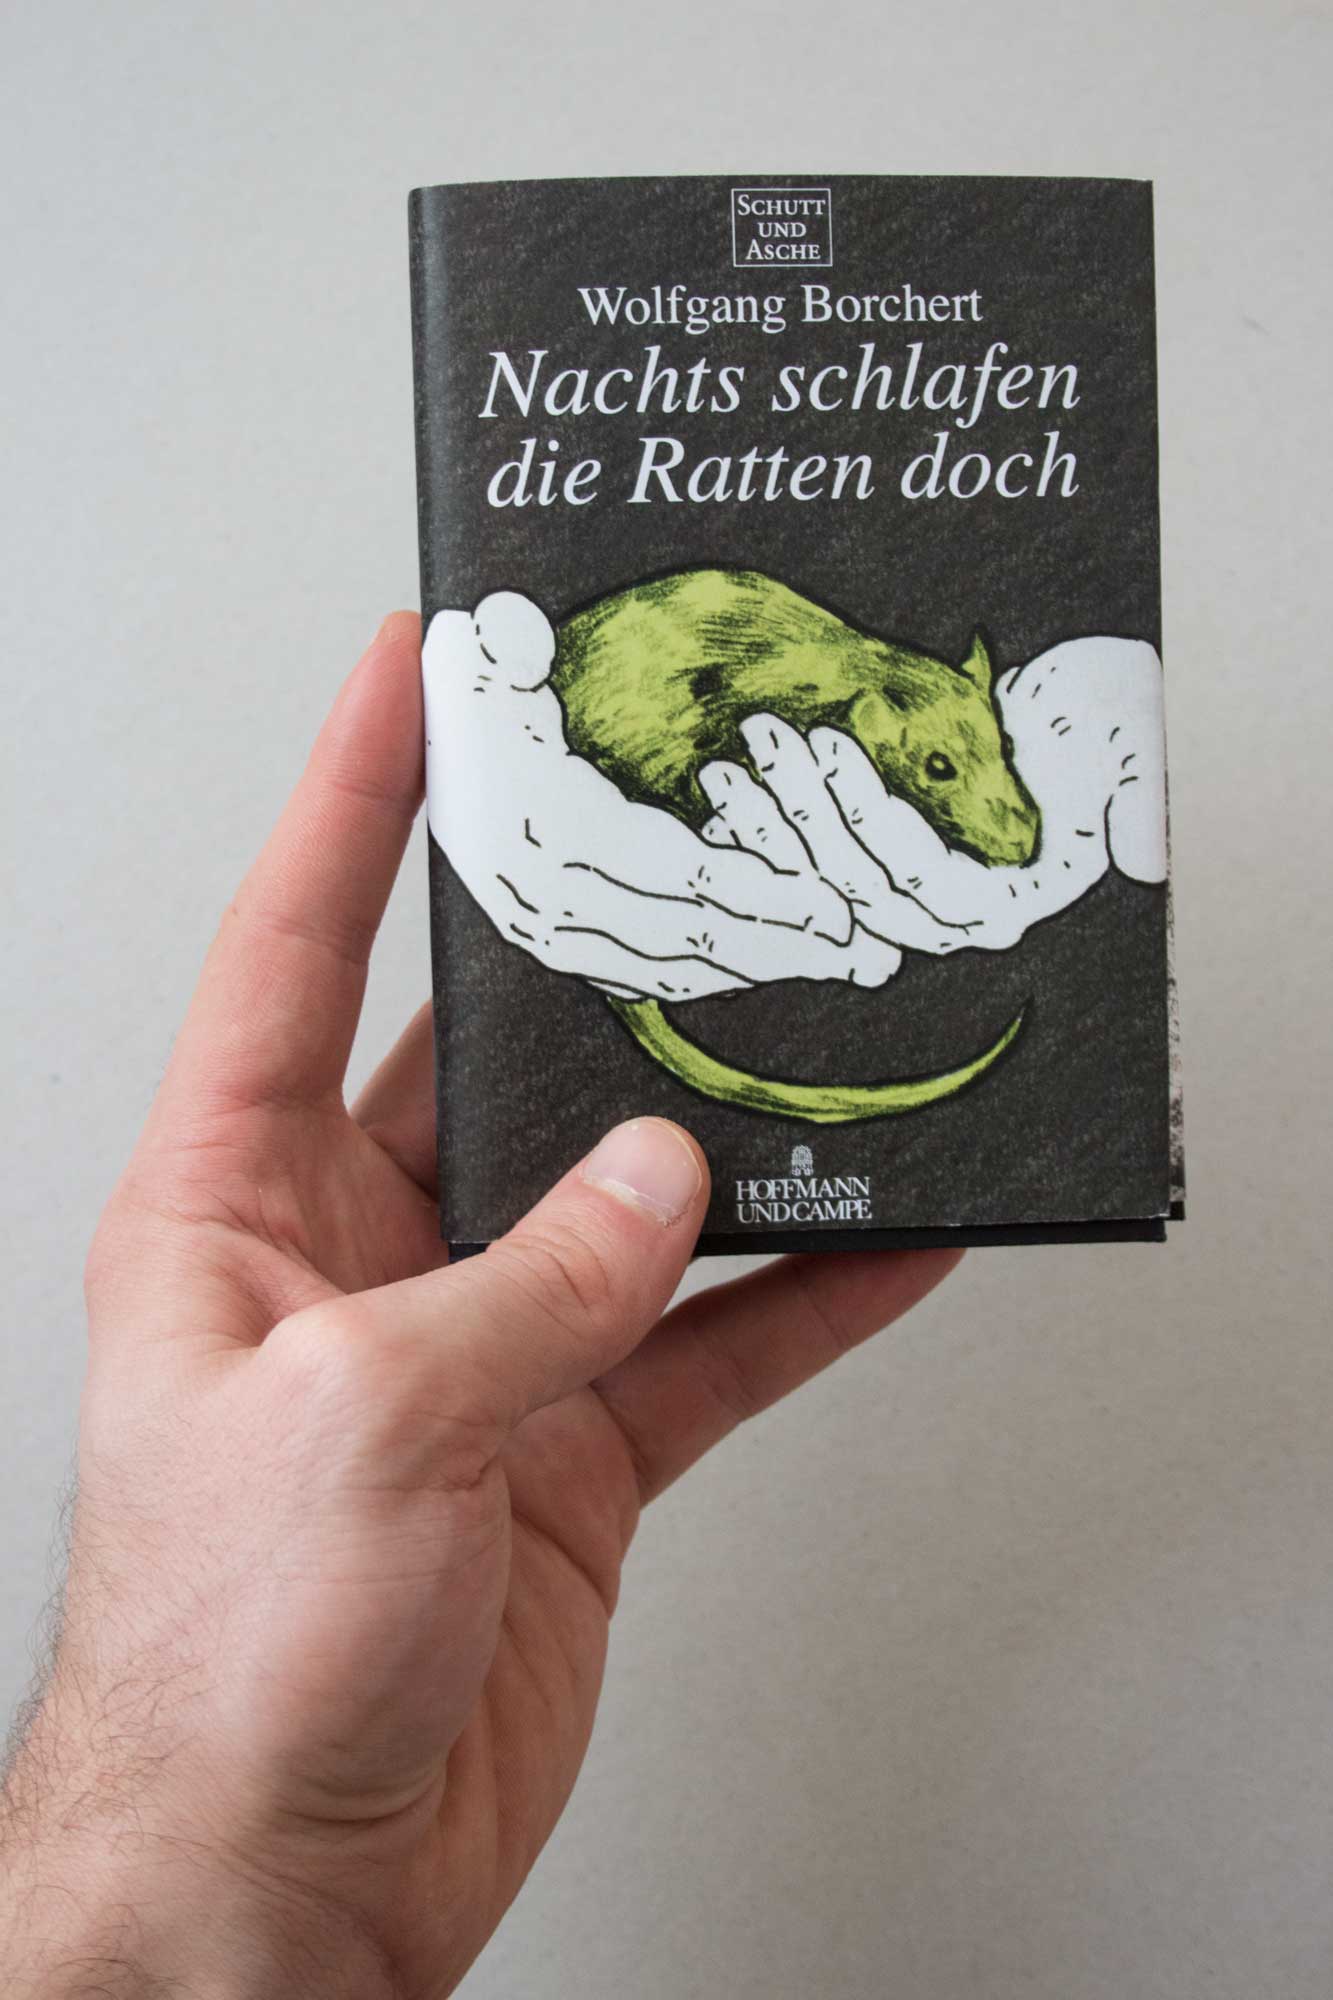 SCHUTT
UND
ASCHE
Wolfgang Borchert
Nachts schlafen
die Ratten doch
HOFFMANN
UND CAMPE